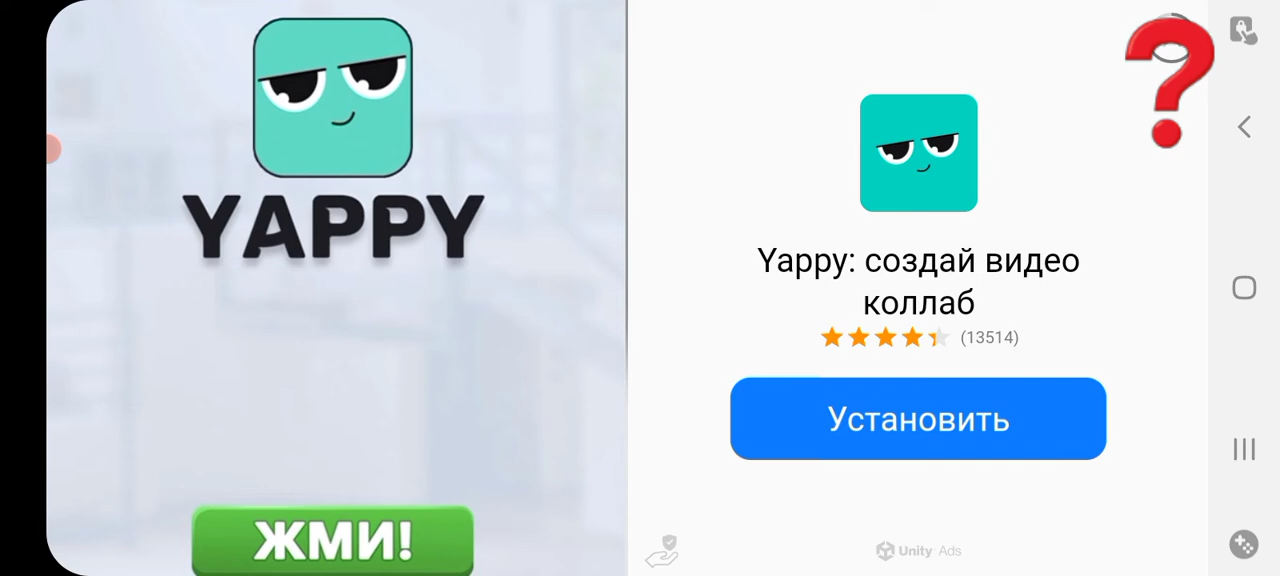 YAPPY
ЖМИ!
Yappy: создай видео
коллаб
(13514)
Установить
Unity Ads
?